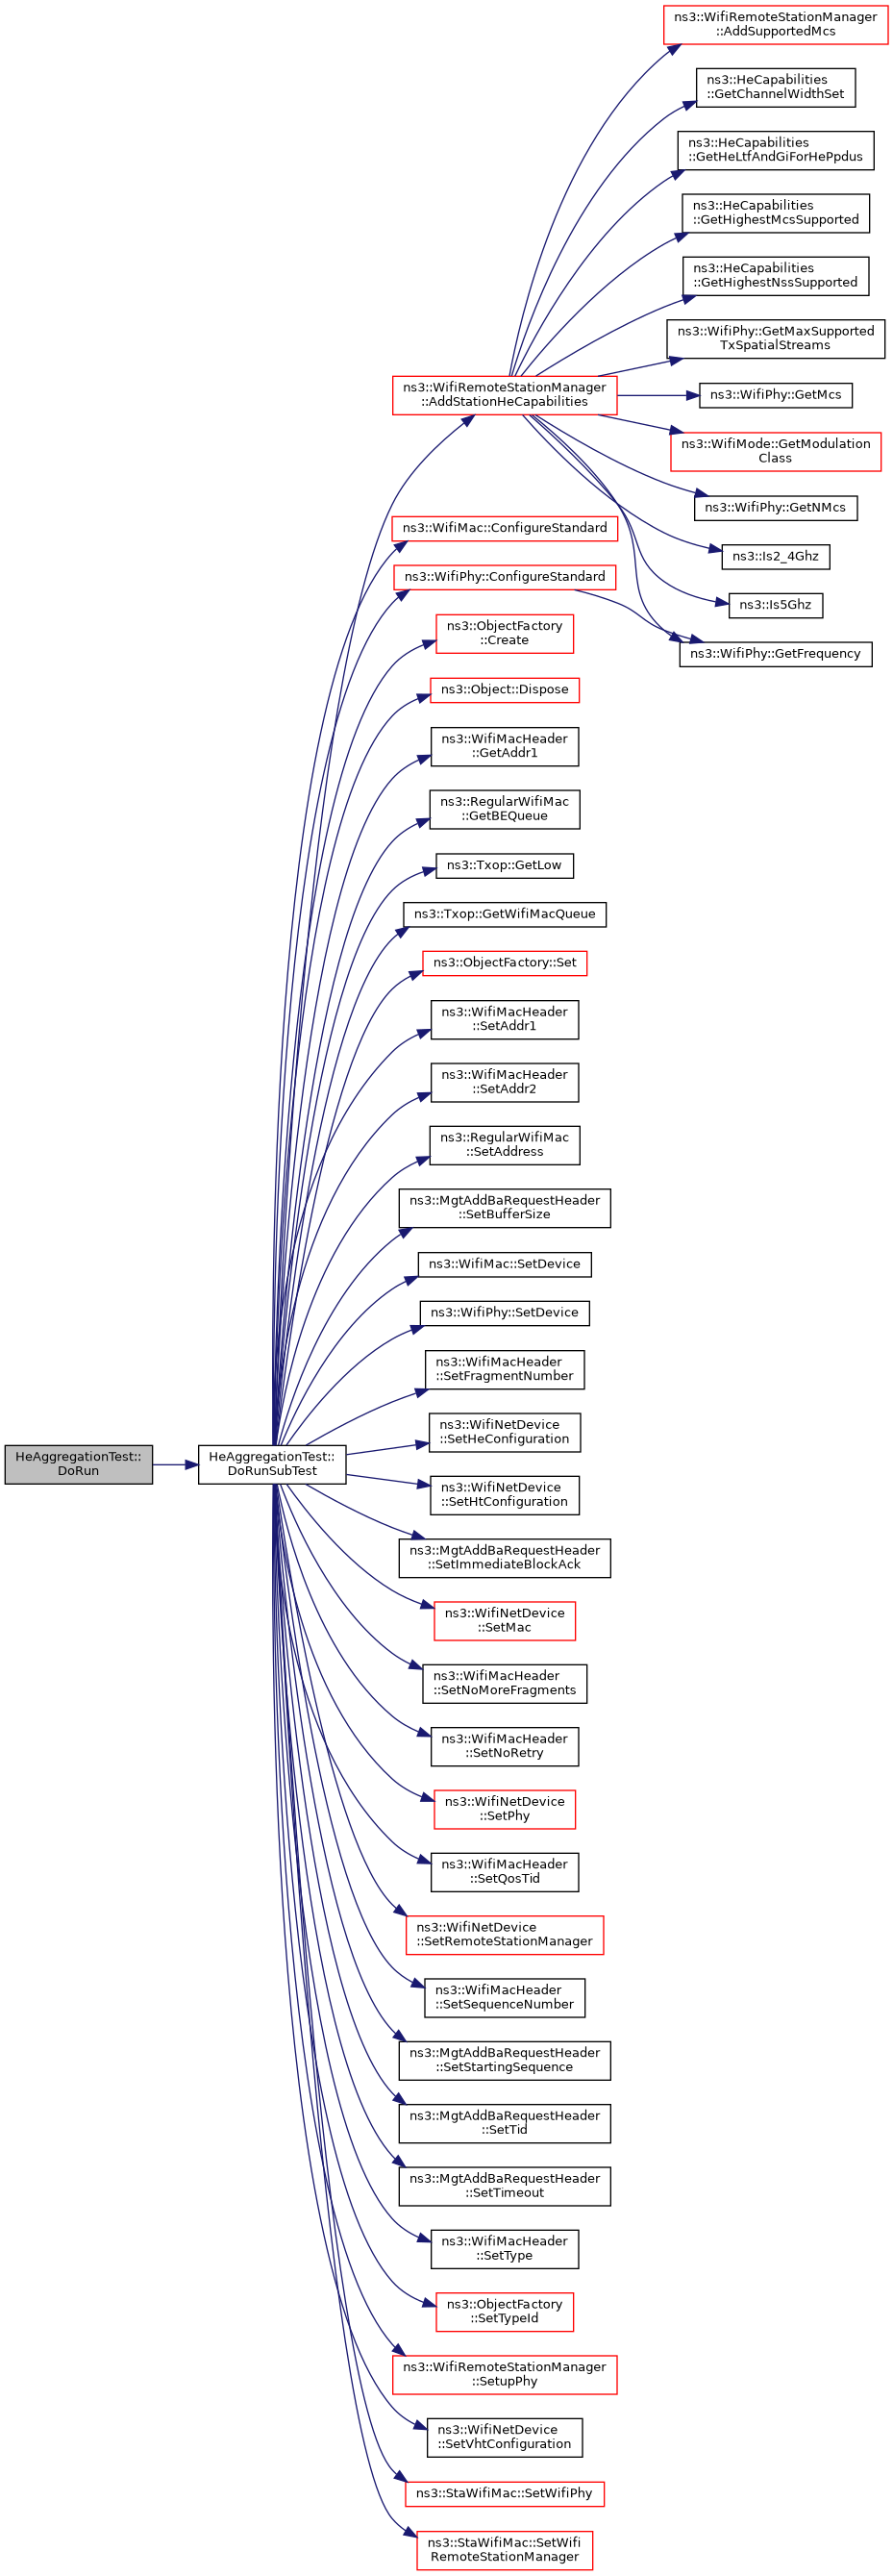 ns3::WifiRemoteStationManager
::AddSupportedMcs
ns3::HeCapabilities
::GetChannelWidthSet
ns3::HeCapabilities
::GetHeLtfAndGiForHePpdus
ns3::HeCapabilities
::GetHighestMcsSupported
ns3::HeCapabilities
::GetHighestNssSupported
ns3::WifiPhy::GetMaxSupported
TxSpatialStreams
ns3::WifiRemoteStationManager
::AddStationHeCapabilities
ns3::WifiPhy::GetMcs
ns3::WifiMode::GetModulation
Class
ns3::WifiPhy::GetNMcs
ns3::WifiMac::ConfigureStandard
ns3::Is2_4Ghz
ns3::WifiPhy::ConfigureStandard
ns3::Is5Ghz
ns3::ObjectFactory
::Create
ns3::WifiPhy::GetFrequency
ns3::Object::Dispose
ns3::WifiMacHeader
::GetAddr1
ns3::RegularWifiMac
::GetBEQueue
ns3::Txop::GetLow
ns3::Txop::GetWifiMacQueue
ns3::ObjectFactory::Set
ns3::WifiMacHeader
::SetAddr1
ns3::WifiMacHeader
::SetAddr2
ns3::RegularWifiMac
::SetAddress
ns3::MgtAddBaRequestHeader
::SetBufferSize
ns3::WifiMac::SetDevice
ns3::WifiPhy::SetDevice
ns3::WifiMacHeader
::SetFragmentNumber
ns3::WifiNetDevice
::SetHeConfiguration
HeAggregationTest::
DoRun
HeAggregationTest::
DoRunSubTest
ns3::WifiNetDevice
::SetHtConfiguration
ns3::MgtAddBaRequestHeader
::SetImmediateBlockAck
ns3::WifiNetDevice
::SetMac
ns3::WifiMacHeader
::SetNoMoreFragments
ns3::WifiMacHeader
::SetNoRetry
ns3::WifiNetDevice
::SetPhy
ns3::WifiMacHeader
::SetQosTid
ns3::WifiNetDevice
::SetRemoteStationManager
ns3::WifiMacHeader
::SetSequenceNumber
ns3::MgtAddBaRequestHeader
::SetStartingSequence
ns3::MgtAddBaRequestHeader
::SetTid
ns3::MgtAddBaRequestHeader
::SetTimeout
ns3::WifiMacHeader
::SetType
ns3::ObjectFactory
::SetTypeId
ns3::WifiRemoteStationManager
::SetupPhy
ns3::WifiNetDevice
::SetVhtConfiguration
ns3::StaWifiMac::SetWifiPhy
ns3::StaWifiMac::SetWifi
RemoteStationManager